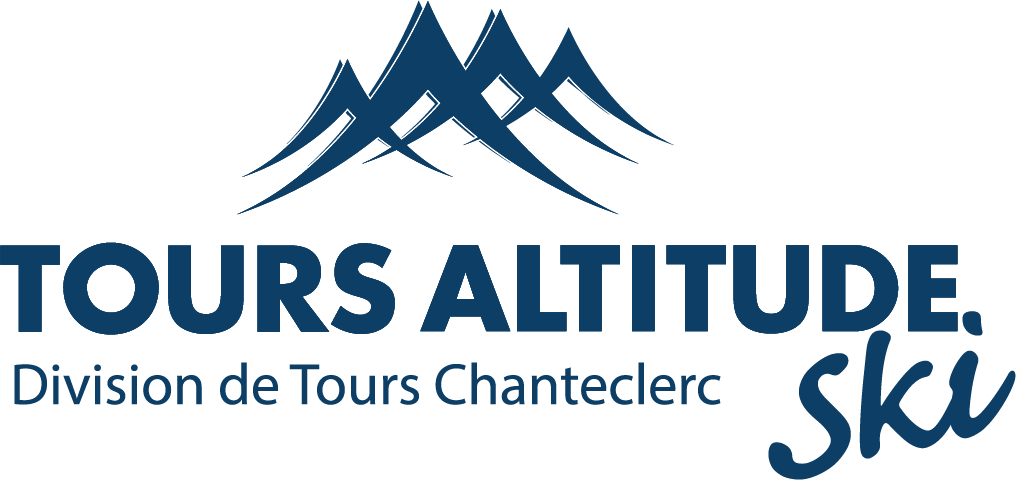 TOURS ALTITUDE
ski
Division de Tours Chanteclerc